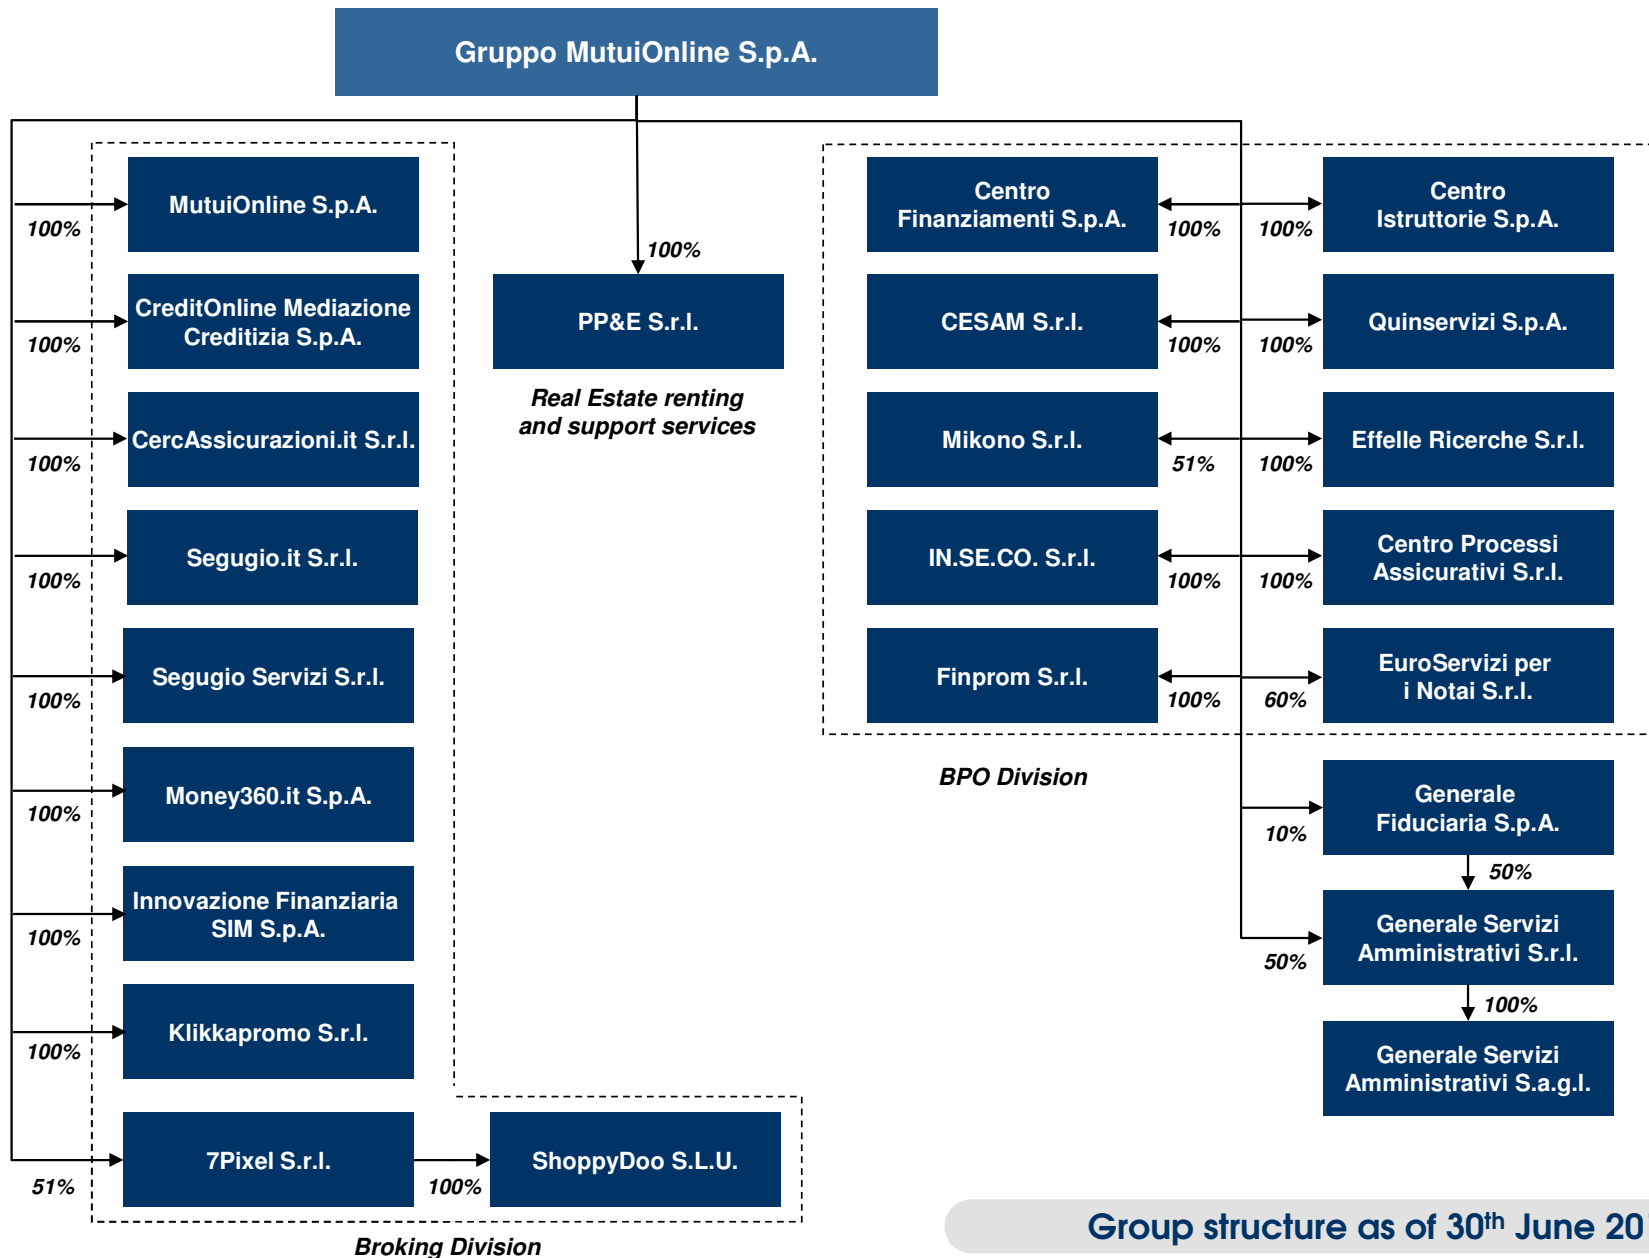 Gruppo MutuiOnline S.p.A.
MutuiOnline S.p.A.
100%
CreditOnline Mediazione
Creditizia S.p.A.
100%
CercAssicurazioni.it S.r.l.
100%
Segugio.it S.r.l.
100%
Segugio Servizi S.r.l.
100%
Money360.it S.p.A.
100%
Innovazione Finanziaria
SIM S.p.A.
100%
Klikkapromo S.r.l.
100%
7Pixel S.r.l.
51%
100%
ShoppyDoo S.L.U.
Broking Division
100%
PP&E S.r.l.
Real Estate renting
and support services
Centro
Finanziamenti S.p.A.
100%
100%
Centro
Istruttorie S.p.A.
CESAM S.r.l.
100%
100%
Quinservizi S.p.A.
Mikono S.r.l.
51%
100%
Effelle Ricerche S.r.l.
IN.SE.CO. S.r.l.
100%
100%
Centro Processi
Assicurativi S.r.l.
Finprom S.r.l.
100%
60%
EuroServizi per
i Notai S.r.l.
BPO Division
Generale
Fiduciaria S.p.A.
10%
50%
Generale Servizi
Amministrativi S.r.l.
50%
100%
Generale Servizi
Amministrativi S.a.g.l.
Group structure as of 30th June